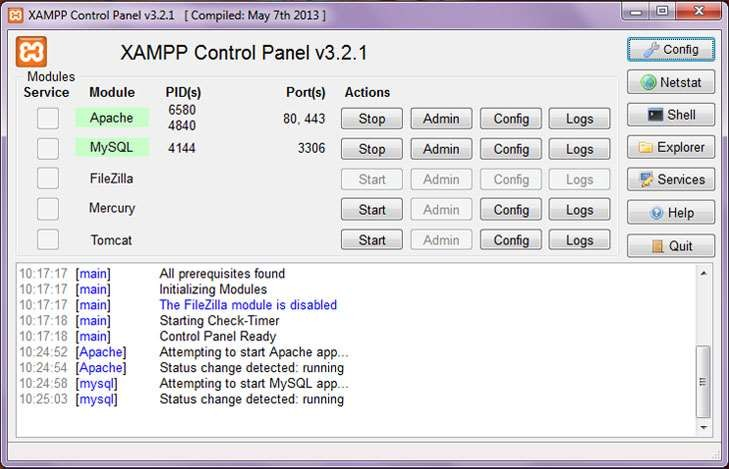 XAMPP Control Panel v3.2.1 [ Compiled: May 7th 2013 ]
XAMPP Control Panel v3.2.1
Config
Modules
Service Module PID(s) Port(s) Actions
Netstat
Apache 6580 4840 80, 443 Stop Admin Config Logs
Shell
MySQL 4144 3306 Stop Admin Config Logs
Explorer
FileZilla Start Admin Config Logs
Services
Mercury Start Admin Config Logs
Help
Tomcat Start Admin Config Logs
Quit
10:17:17 [main] All prerequisites found
10:17:17 [main] Initializing Modules
10:17:17 [main] The FileZilla module is disabled
10:17:18 [main] Starting Check-Timer
10:17:18 [main] Control Panel Ready
10:24:52 [Apache] Attempting to start Apache app...
10:24:54 [Apache] Status change detected: running
10:24:58 [mysql] Attempting to start MySQL app...
10:25:03 [mysql] Status change detected: running